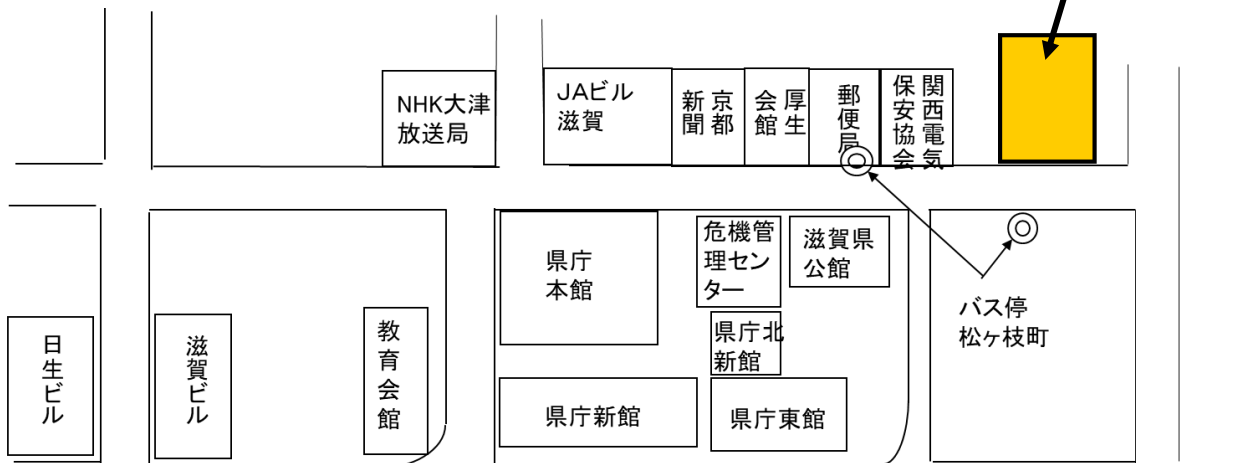 NHK大津
放送局
JAビル
滋賀
京都
新聞
厚生
会館
郵便局
関西電気
保安協会
県庁
本館
危機管
理セン
ター
滋賀県
公館
県庁北
新館
県庁新館
県庁東館
教育会館
滋賀ビル
日生ビル
バス停
松ヶ枝町